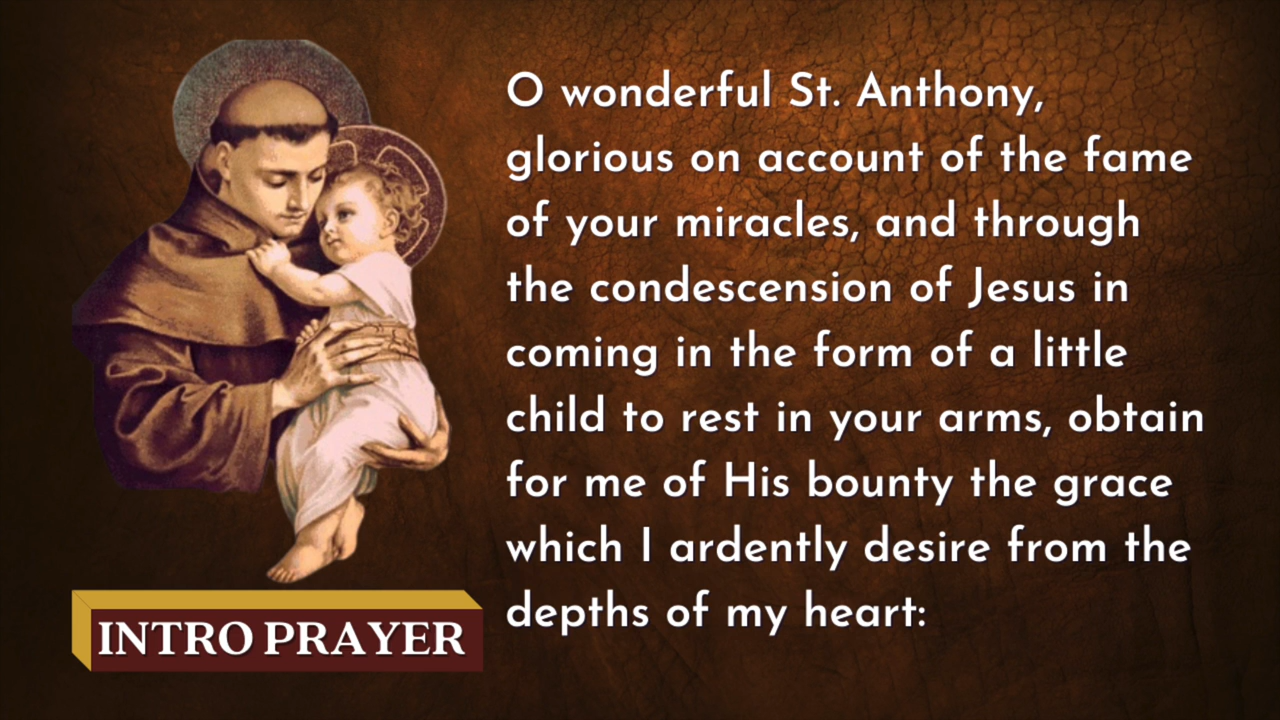 O wonderful St. Anthony,
glorious on account of the fame
of your miracles, and through
the condescension of Jesus in
coming in the form of a little
child to rest in your arms, obtain
for me of His bounty the grace
which I ardently desire from the
depths of my heart:
INTRO PRAYER